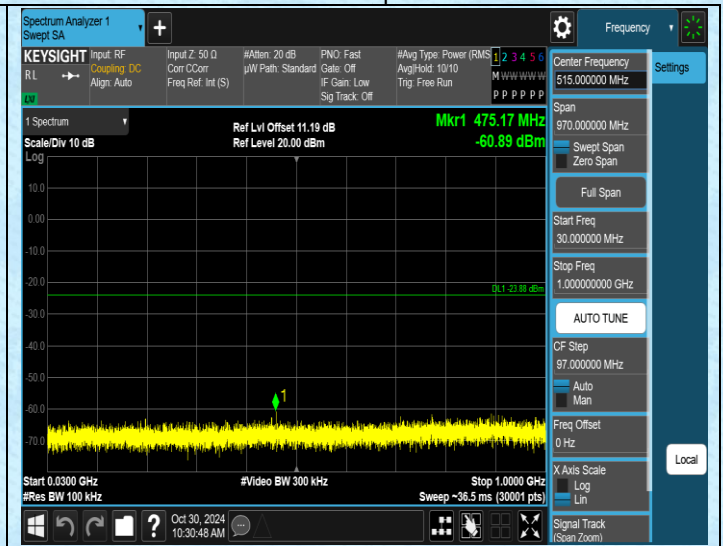 Spectrum Analyzer 1
Swept SA
Frequency
KEYSIGHT
RL
Input: RF
Coupling: DC
Align: Auto
Input Z: 50 Ω
Corr CCorr
Freq Ref: Int (S)
#Atten: 20 dB
µW Path: Standard
PNO: Fast
Gate: Off
IF Gain: Low
Sig Track: Off
#Avg Type: Power (RMS
Avg|Hold: 10/10
Trig: Free Run
1 2 3 4 5 6
M W W W W W
P P P P P P
1 Spectrum
Scale/Div 10 dB
Log
Ref Lvl Offset 11.19 dB
Ref Level 20.00 dBm
Mkr1 475.17 MHz
-60.89 dBm
10.0
0.00
-10.0
-20.0
DL1 -23.88 dBm
-30.0
-40.0
-50.0
1
-60.0
-70.0
Start 0.0300 GHz
#Res BW 100 kHz
#Video BW 300 kHz
Stop 1.0000 GHz
Sweep ~36.5 ms (30001 pts)
?
Oct 30, 2024
10:30:48 AM
Center Frequency
515.000000 MHz
Span
970.000000 MHz
Swept Span
Zero Span
Full Span
Start Freq
30.000000 MHz
Stop Freq
1.000000000 GHz
AUTO TUNE
CF Step
97.000000 MHz
Auto
Man
Freq Offset
0 Hz
X Axis Scale
Log
Lin
Signal Track
(Span Zoom)
Settings
Local